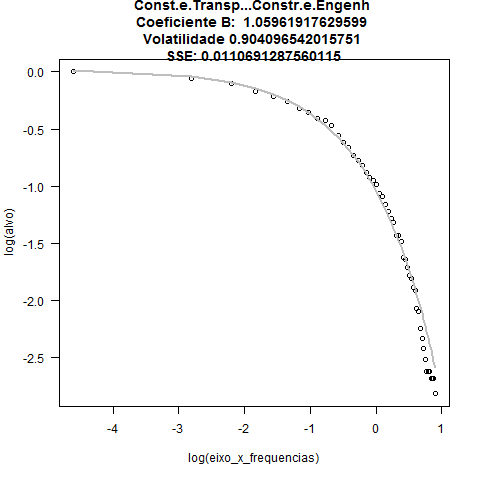 Const.e.Transp...Constr.e.Engenh
Coeficiente B:  1.05961917629599
Volatilidade 0.904096542015751
SSE: 0.0110691287560115
0.0
-0.5
-1.0
-1.5
-2.0
-2.5
log(alvo)
-4
-3
-2
-1
0
1
log(eixo_x_frequencias)